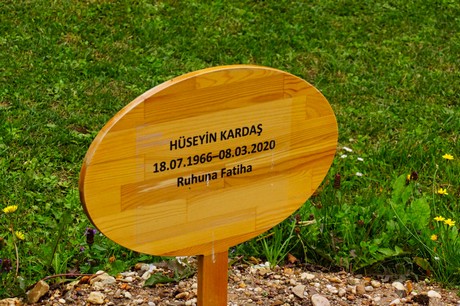 HÜSEYİN KARDAŞ
18.07.1966–08.03.2020
Ruhuna Fatiha